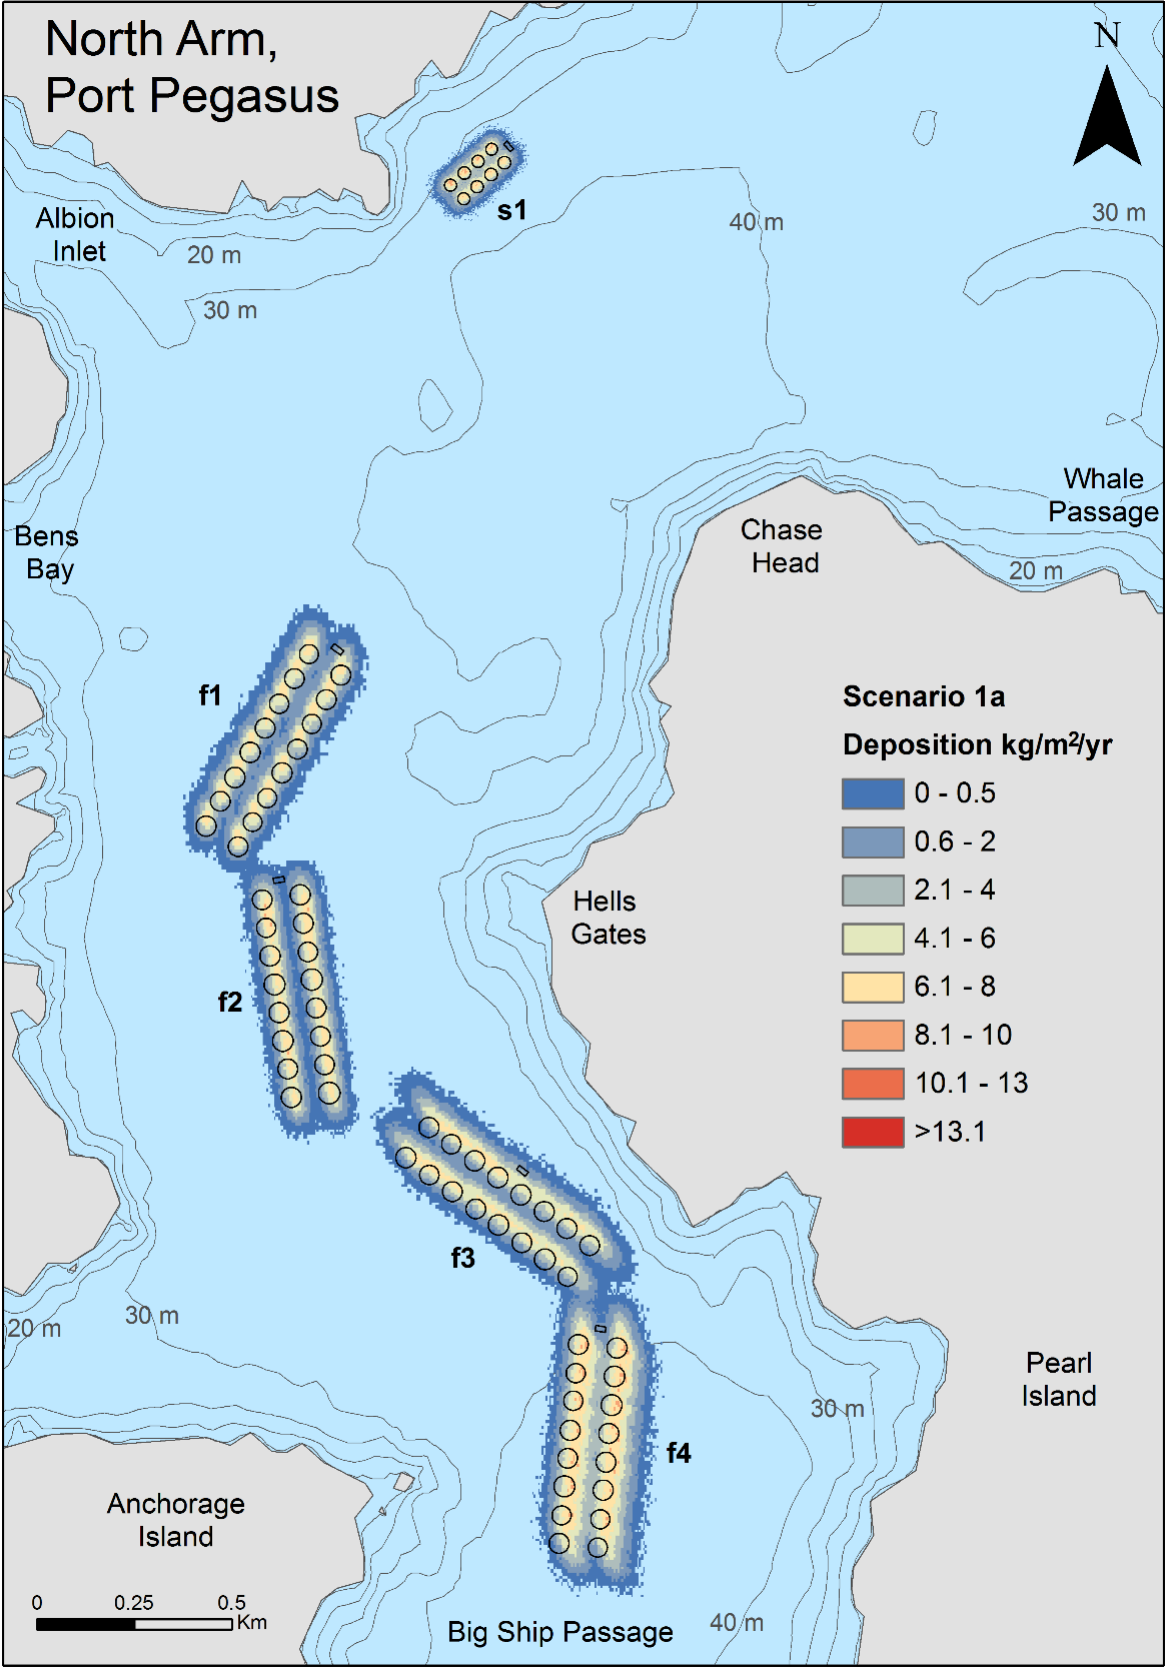 North Arm,
Port Pegasus
N
s1
Albion
Inlet
20 m
30 m
40 m
30 m
Whale
Passage
Chase
Head
20 m
Bens
Bay
f1
Scenario 1a
Deposition kg/m²/yr
0 - 0.5
0.6 - 2
2.1 - 4
4.1 - 6
6.1 - 8
8.1 - 10
10.1 - 13
>13.1
Hells
Gates
f2
f3
30 m
20 m
Pearl
Island
30 m
f4
Anchorage
Island
0 0.25 0.5
Km
Big Ship Passage
40 m